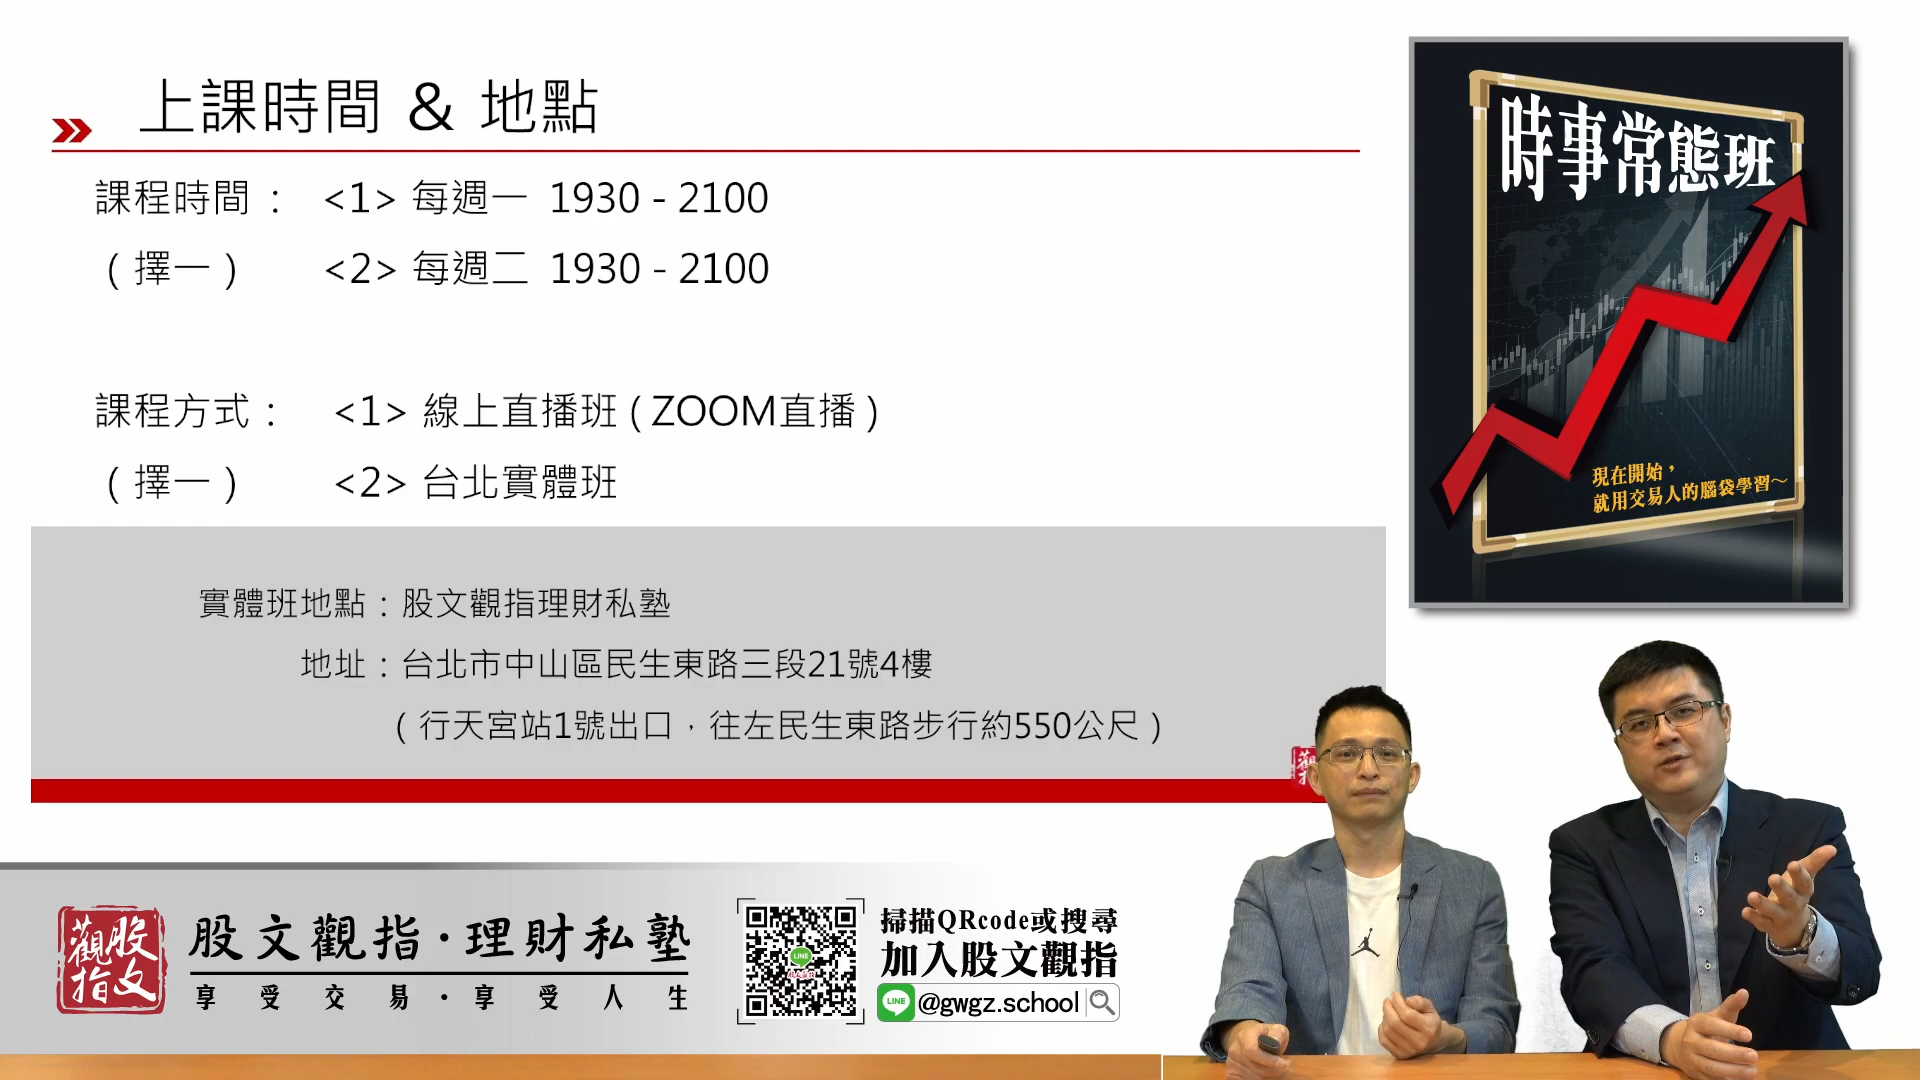 上課時間 & 地點
課程時間： <1> 每週一 1930 - 2100
(擇一) <2> 每週二 1930 - 2100
課程方式： <1> 線上直播班 ( ZOOM直播 )
(擇一) <2> 台北實體班
實體班地點：股文觀指理財私塾
地址：台北市中山區民生東路三段21號4樓
( 行天宮站1號出口，往左民生東路步行約550公尺 )
時事常態班
現在開始，
就用交易人的腦袋學習～
股文觀指
股文觀指·理財私塾
享受交易·享受人生
LINE
掃描QRcode或搜尋
加入股文觀指
LINE @gwgz.school